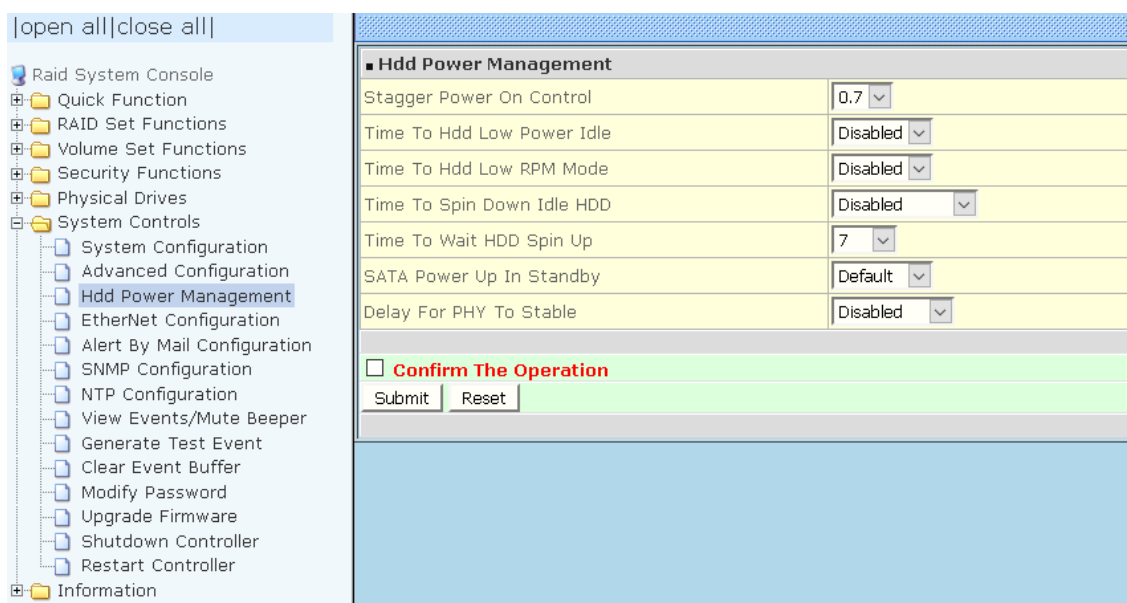 |open all|close all|
Raid System Console
Quick Function
RAID Set Functions
Volume Set Functions
Security Functions
Physical Drives
System Controls
System Configuration
Advanced Configuration
Hdd Power Management
EtherNet Configuration
Alert By Mail Configuration
SNMP Configuration
NTP Configuration
View Events/Mute Beeper
Generate Test Event
Clear Event Buffer
Modify Password
Upgrade Firmware
Shutdown Controller
Restart Controller
Information
Hdd Power Management
Stagger Power On Control 0.7
Time To Hdd Low Power Idle Disabled
Time To Hdd Low RPM Mode Disabled
Time To Spin Down Idle HDD Disabled
Time To Wait HDD Spin Up 7
SATA Power Up In Standby Default
Delay For PHY To Stable Disabled
Confirm The Operation
Submit Reset